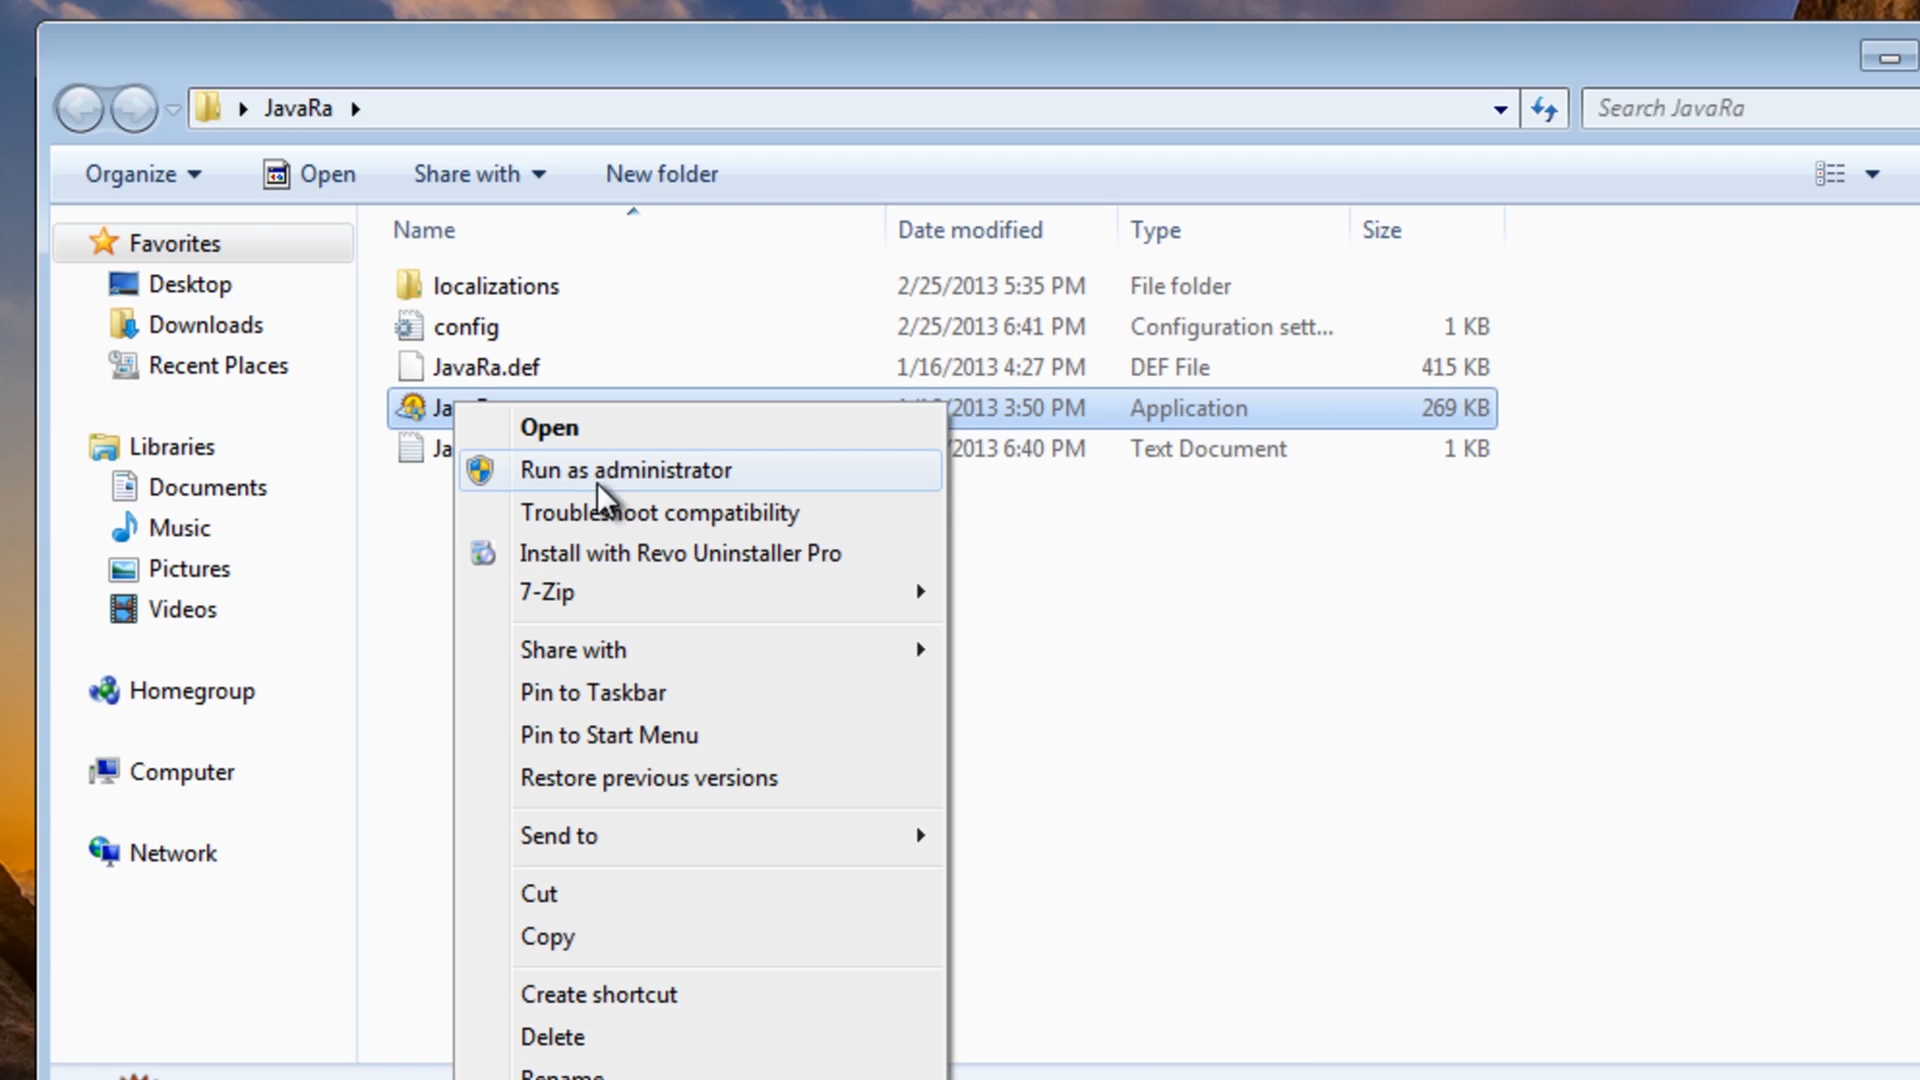 JavaRa
Search JavaRa
Organize Open Share with New folder
Name Date modified Type Size
Favorites
Desktop
Downloads
Recent Places
Libraries
Documents
Music
Pictures
Videos
Homegroup
Computer
Network
localizations 2/25/2013 5:35 PM File folder
config 2/25/2013 6:41 PM Configuration sett... 1 KB
JavaRa.def 1/16/2013 4:27 PM DEF File 415 KB
2013 3:50 PM Application 269 KB
2013 6:40 PM Text Document 1 KB
Open
Run as administrator
Troubleshoot compatibility
Install with Revo Uninstaller Pro
7-Zip
Share with
Pin to Taskbar
Pin to Start Menu
Restore previous versions
Send to
Cut
Copy
Create shortcut
Delete
Rename